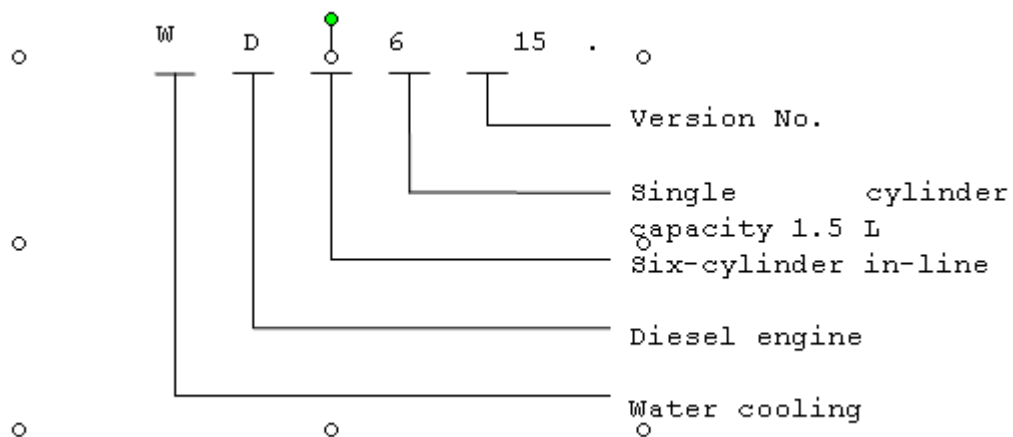 W D 6 15 .
Version No.
Single cylinder
capacity 1.5 L
Six-cylinder in-line
Diesel engine
Water cooling